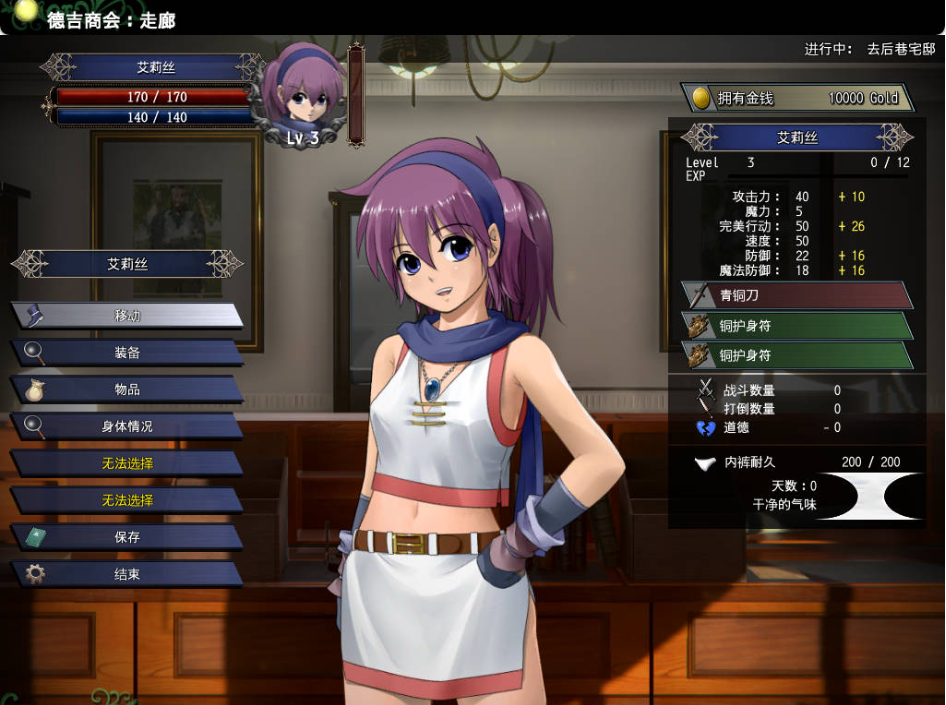 德吉商会：走廊
进行中： 去后巷宅邸
艾莉丝
170 / 170
140 / 140
Lv 3
拥有金钱 10000 Gold
艾莉丝
Level 3 0 / 12
EXP
攻击力： 40 + 10
魔力： 5
完美行动： 50 + 26
速度： 50
防御： 22 + 16
魔法防御： 18 + 16
青铜刀
铜护身符
铜护身符
战斗数量 0
打倒数量 0
道德 - 0
内裤耐久 200 / 200
天数：0
干净的气味
艾莉丝
移动
装备
物品
身体情况
无法选择
无法选择
保存
结束